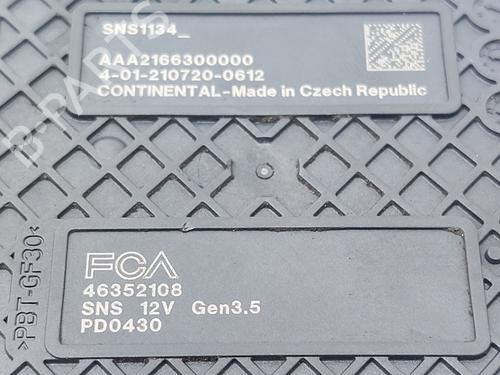 SNS1134_
AAA2166300000
4-01-210720-0612
CONTINENTAL-Made in Czech Republic
FCA
46352108
SNS 12V Gen3.5
PD0430
>PBT-GF30<
B-PARTS